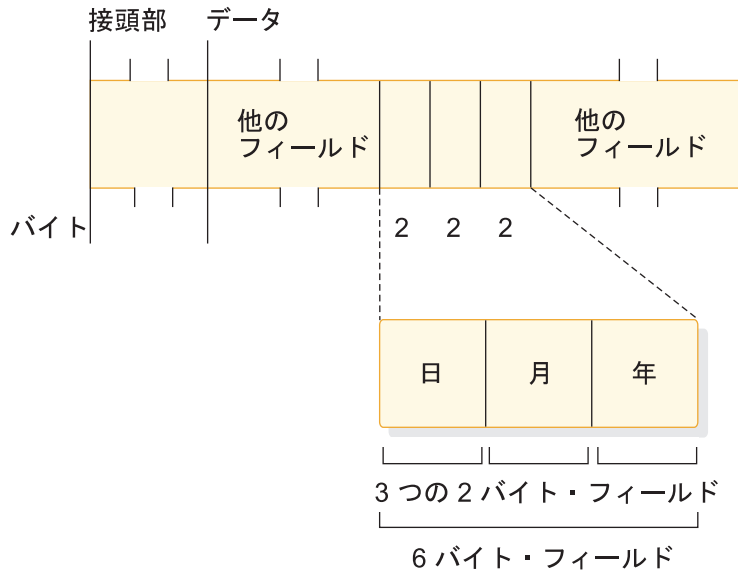 接頭部 データ
他の
フィールド
他の
フィールド
バイト 2 2 2
日 月 年
3 つの 2 バイト・フィールド
6 バイト・フィールド